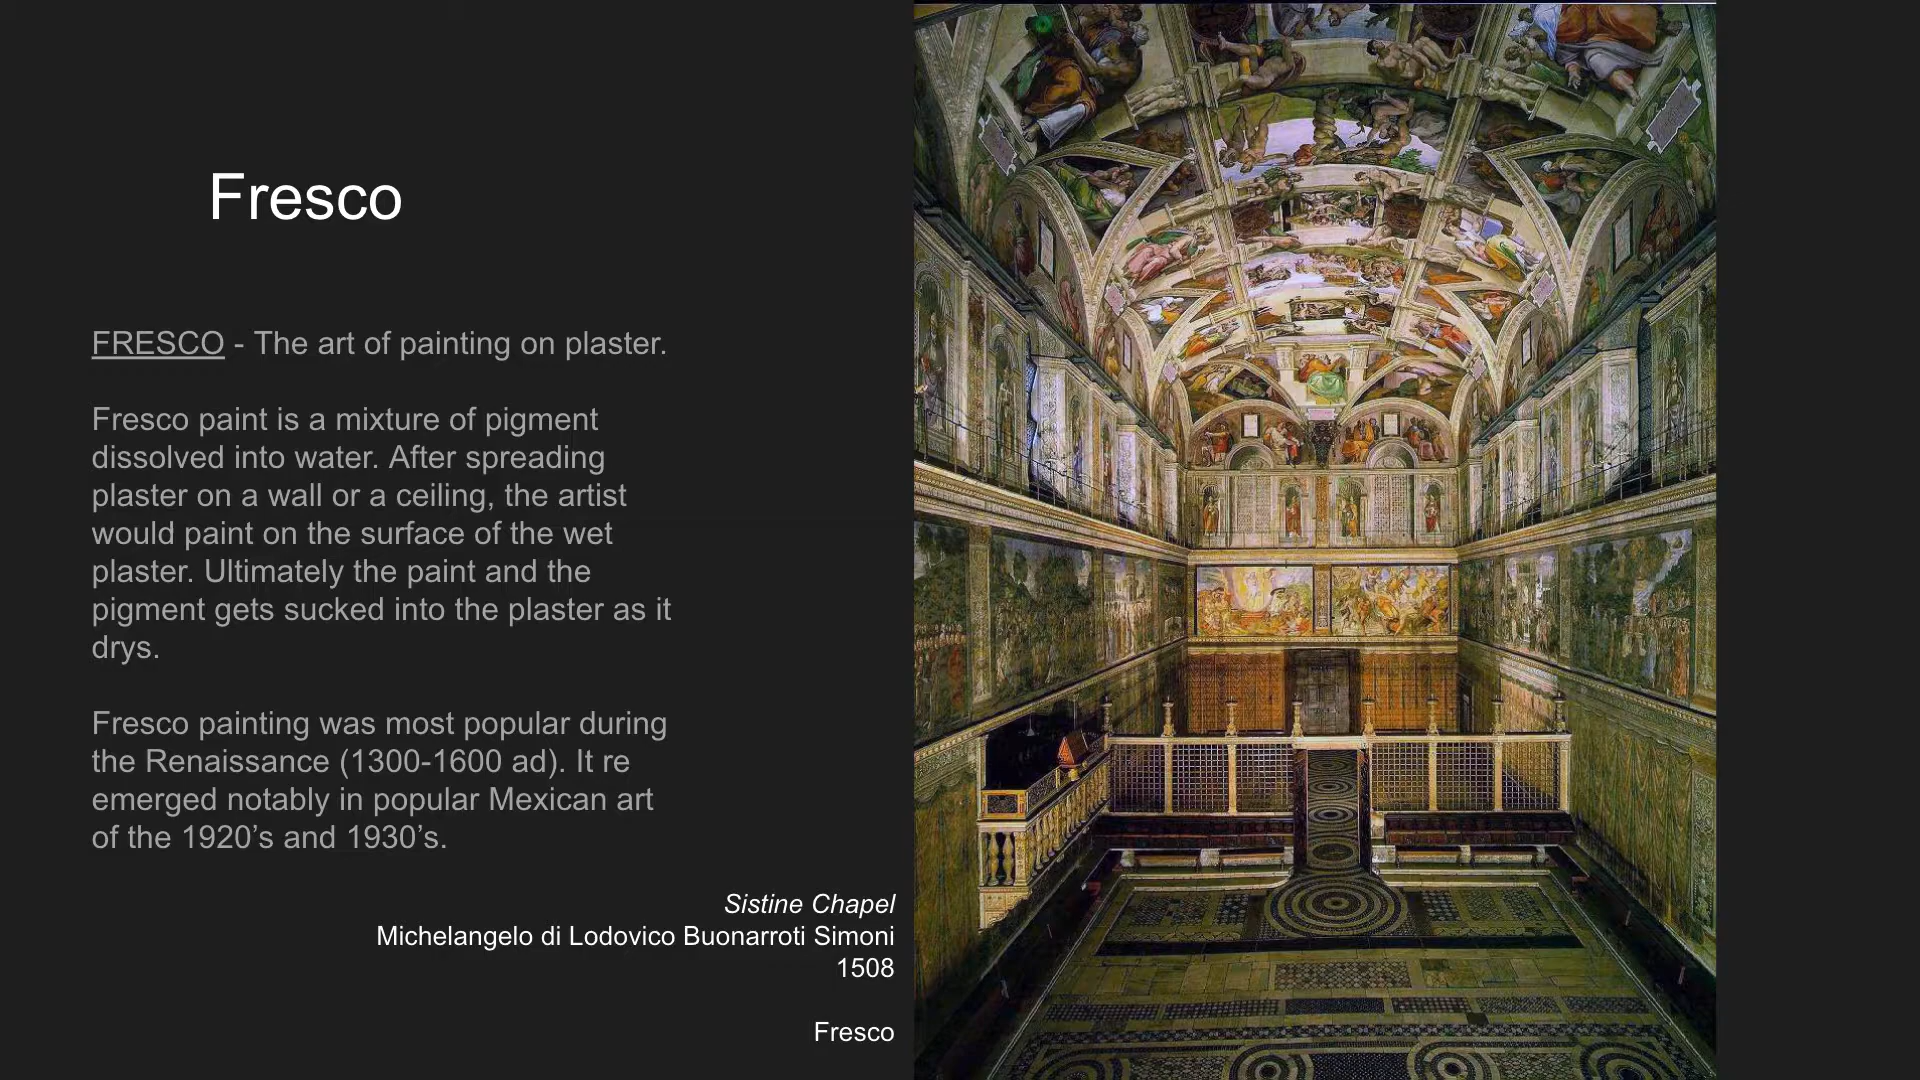 Fresco
FRESCO - The art of painting on plaster.
Fresco paint is a mixture of pigment
dissolved into water. After spreading
plaster on a wall or a ceiling, the artist
would paint on the surface of the wet
plaster. Ultimately the paint and the
pigment gets sucked into the plaster as it
drys.
Fresco painting was most popular during
the Renaissance (1300-1600 ad). It re
emerged notably in popular Mexican art
of the 1920’s and 1930’s.
Sistine Chapel
Michelangelo di Lodovico Buonarroti Simoni
1508
Fresco